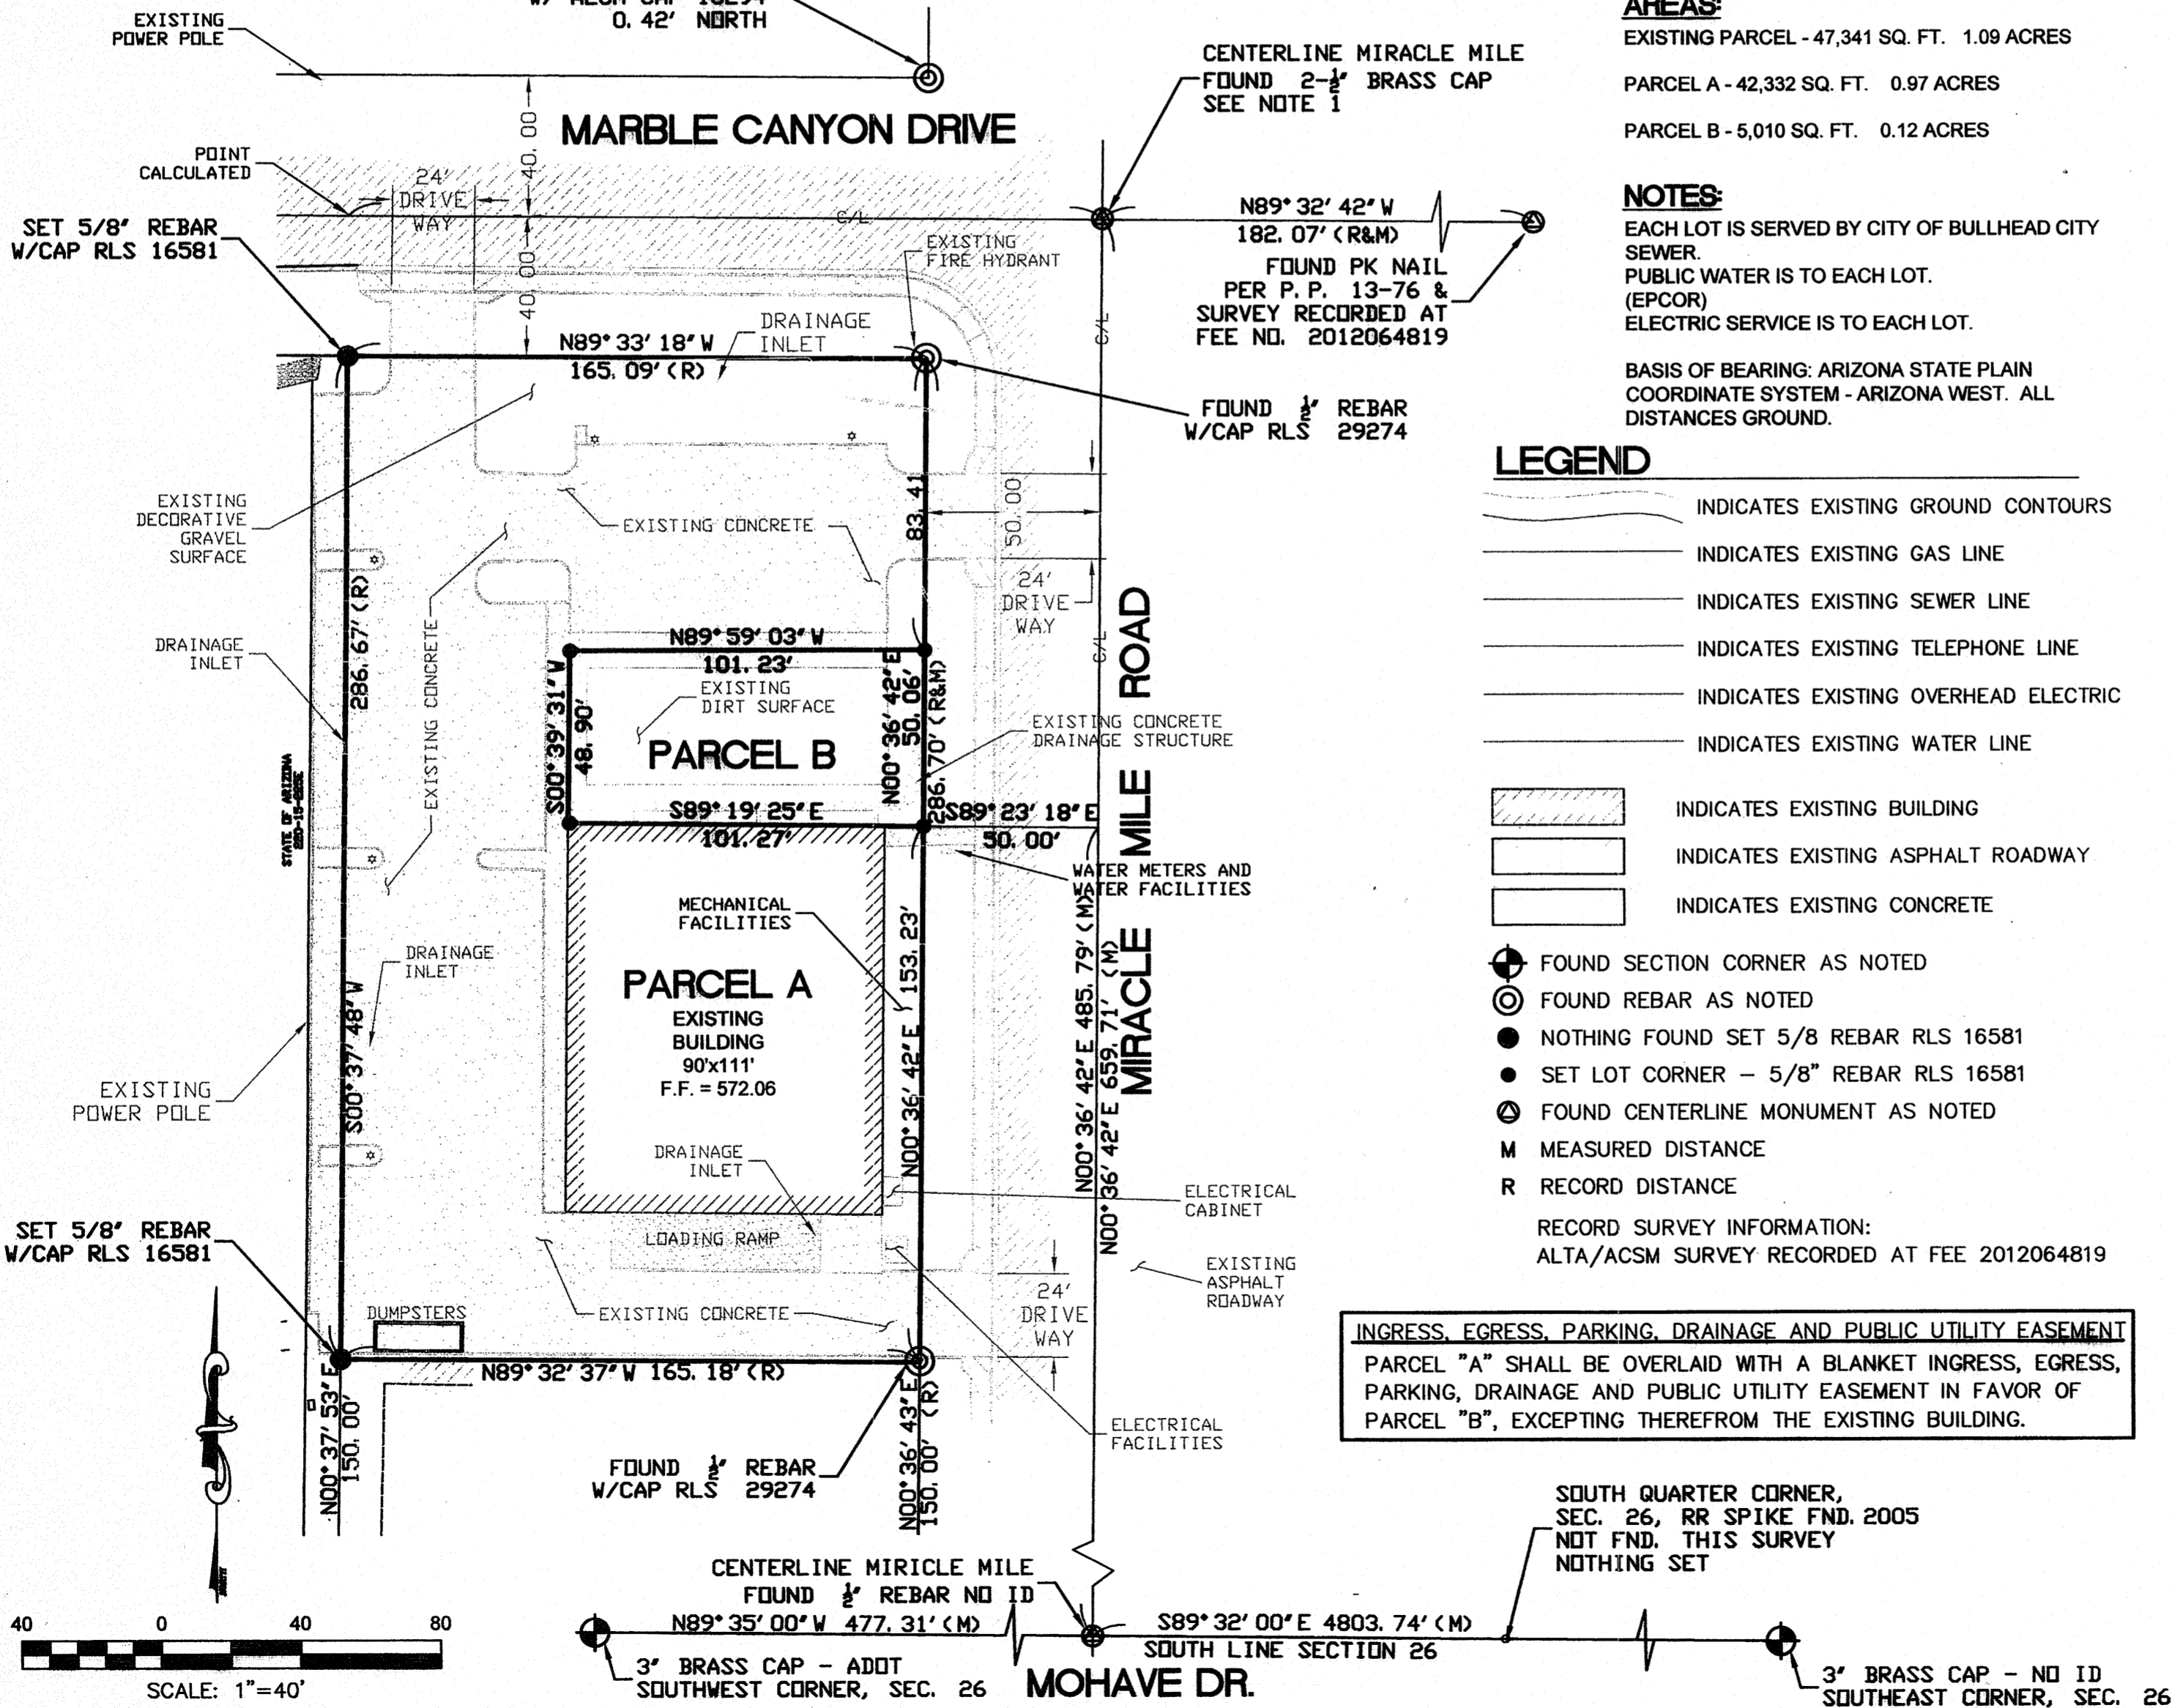 0.42' NORTH
EXISTING
POWER POLE
CENTERLINE MIRACLE MILE
FOUND 2-½" BRASS CAP
SEE NOTE 1
MARBLE CANYON DRIVE
40.00
POINT
CALCULATED
24'
DRIVE
WAY
C/L
SET 5/8" REBAR
W/CAP RLS 16581
40.00
EXISTING
FIRE HYDRANT
N89°32'42"W
182.07' (R&M)
FOUND PK NAIL
PER P.P. 13-76 &
SURVEY RECORDED AT
FEE NO. 2012064819
N89°33'18"W
165.09' (R)
DRAINAGE
INLET
C/L
FOUND ½" REBAR
W/CAP RLS 29274
EXISTING
DECORATIVE
GRAVEL
SURFACE
EXISTING CONCRETE
83.41
50.00
24'
DRIVE
WAY
C/L
286.67' (R)
EXISTING CONCRETE
DRAINAGE
INLET
N89°59'03"W
101.23'
S00°39'31"W
48.90'
EXISTING
DIRT SURFACE
PARCEL B
N00°36'42"E
50.06'
286.70' (R&M)
EXISTING CONCRETE
DRAINAGE STRUCTURE
STATE OF ARIZONA
S89°19'25"E
101.27'
S89°23'18"E
50.00'
WATER METERS AND
WATER FACILITIES
MECHANICAL
FACILITIES
MIRACLE MILE ROAD
DRAINAGE
INLET
PARCEL A
EXISTING
BUILDING
90'x111'
F.F. = 572.06
N00°36'42"E 153.23'
N00°36'42"E 485.79' (M)
N00°36'42"E 659.71' (M)
S00°37'48"W
EXISTING
POWER POLE
DRAINAGE
INLET
ELECTRICAL
CABINET
SET 5/8" REBAR
W/CAP RLS 16581
LOADING RAMP
EXISTING
ASPHALT
ROADWAY
DUMPSTERS
EXISTING CONCRETE
24'
DRIVE
WAY
N89°32'37"W 165.18' (R)
N00°37'53"E
150.00'
N00°36'43"E
150.00' (R)
ELECTRICAL
FACILITIES
FOUND ½" REBAR
W/CAP RLS 29274
CENTERLINE MIRICLE MILE
FOUND ½" REBAR NO ID
N89°35'00"W 477.31' (M)
S89°32'00"E 4803.74' (M)
SOUTH LINE SECTION 26
3" BRASS CAP - ADOT
SOUTHWEST CORNER, SEC. 26
MOHAVE DR.
SOUTH QUARTER CORNER,
SEC. 26, RR SPIKE FND. 2005
NOT FND. THIS SURVEY
NOTHING SET
3" BRASS CAP - NO ID
SOUTHEAST CORNER, SEC. 26
40 0 40 80
SCALE: 1"=40'
AREAS:
EXISTING PARCEL - 47,341 SQ. FT. 1.09 ACRES
PARCEL A - 42,332 SQ. FT. 0.97 ACRES
PARCEL B - 5,010 SQ. FT. 0.12 ACRES
NOTES:
EACH LOT IS SERVED BY CITY OF BULLHEAD CITY
SEWER.
PUBLIC WATER IS TO EACH LOT.
(EPCOR)
ELECTRIC SERVICE IS TO EACH LOT.
BASIS OF BEARING: ARIZONA STATE PLAIN
COORDINATE SYSTEM - ARIZONA WEST. ALL
DISTANCES GROUND.
LEGEND
INDICATES EXISTING GROUND CONTOURS
INDICATES EXISTING GAS LINE
INDICATES EXISTING SEWER LINE
INDICATES EXISTING TELEPHONE LINE
INDICATES EXISTING OVERHEAD ELECTRIC
INDICATES EXISTING WATER LINE
INDICATES EXISTING BUILDING
INDICATES EXISTING ASPHALT ROADWAY
INDICATES EXISTING CONCRETE
FOUND SECTION CORNER AS NOTED
FOUND REBAR AS NOTED
NOTHING FOUND SET 5/8 REBAR RLS 16581
SET LOT CORNER – 5/8" REBAR RLS 16581
FOUND CENTERLINE MONUMENT AS NOTED
M MEASURED DISTANCE
R RECORD DISTANCE
RECORD SURVEY INFORMATION:
ALTA/ACSM SURVEY RECORDED AT FEE 2012064819
INGRESS, EGRESS, PARKING, DRAINAGE AND PUBLIC UTILITY EASEMENT
PARCEL "A" SHALL BE OVERLAID WITH A BLANKET INGRESS, EGRESS,
PARKING, DRAINAGE AND PUBLIC UTILITY EASEMENT IN FAVOR OF
PARCEL "B", EXCEPTING THEREFROM THE EXISTING BUILDING.